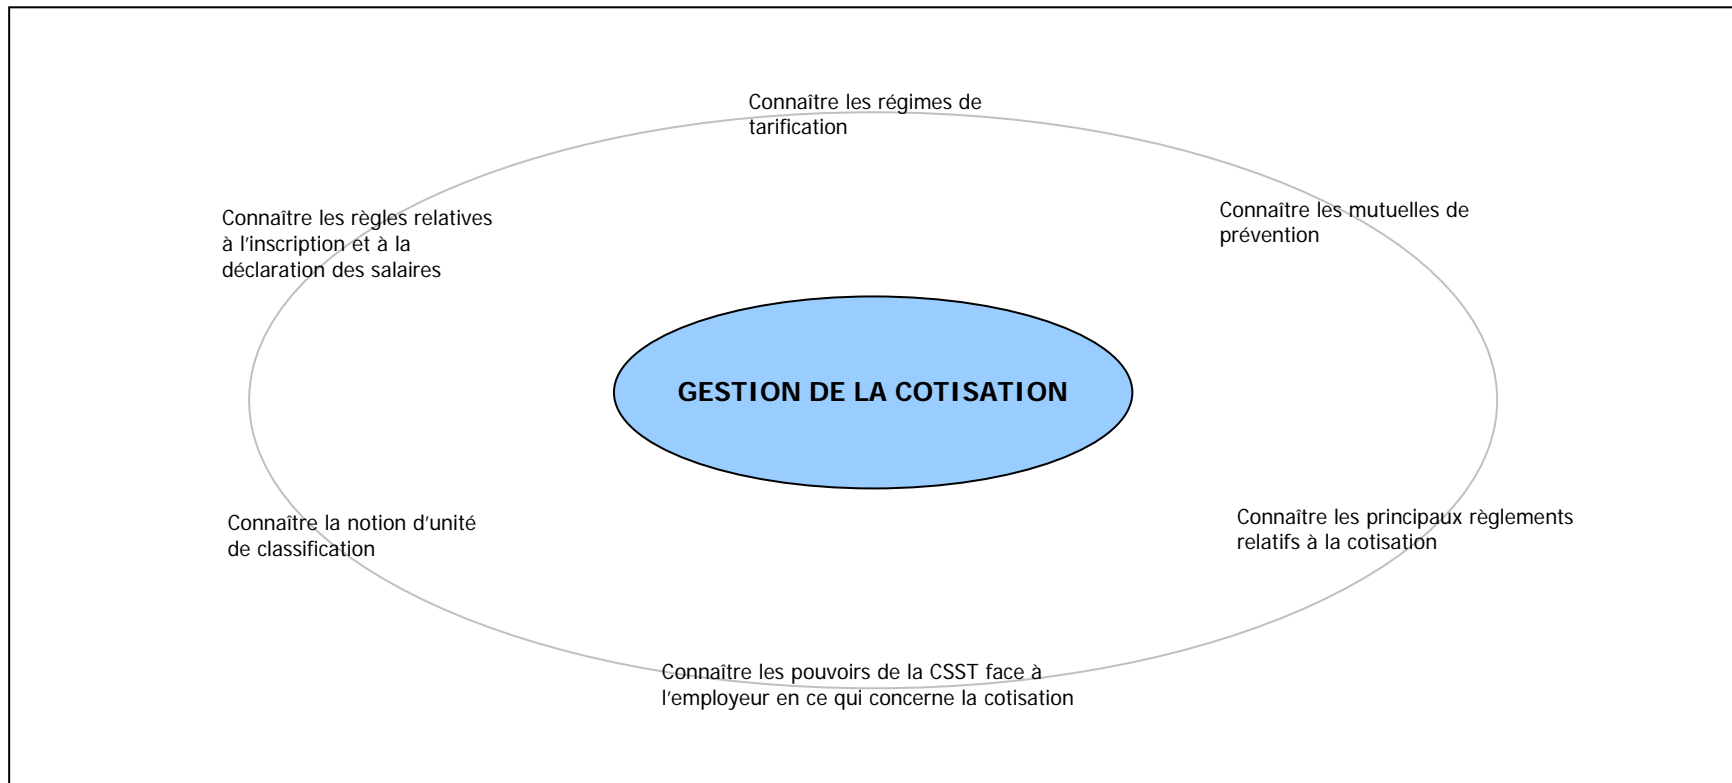 Connaître les régimes de
tarification
Connaître les règles relatives
à l'inscription et à la
déclaration des salaires
Connaître les mutuelles de
prévention
GESTION DE LA COTISATION
Connaître la notion d'unité
de classification
Connaître les principaux règlements
relatifs à la cotisation
Connaître les pouvoirs de la CSST face à
l'employeur en ce qui concerne la cotisation